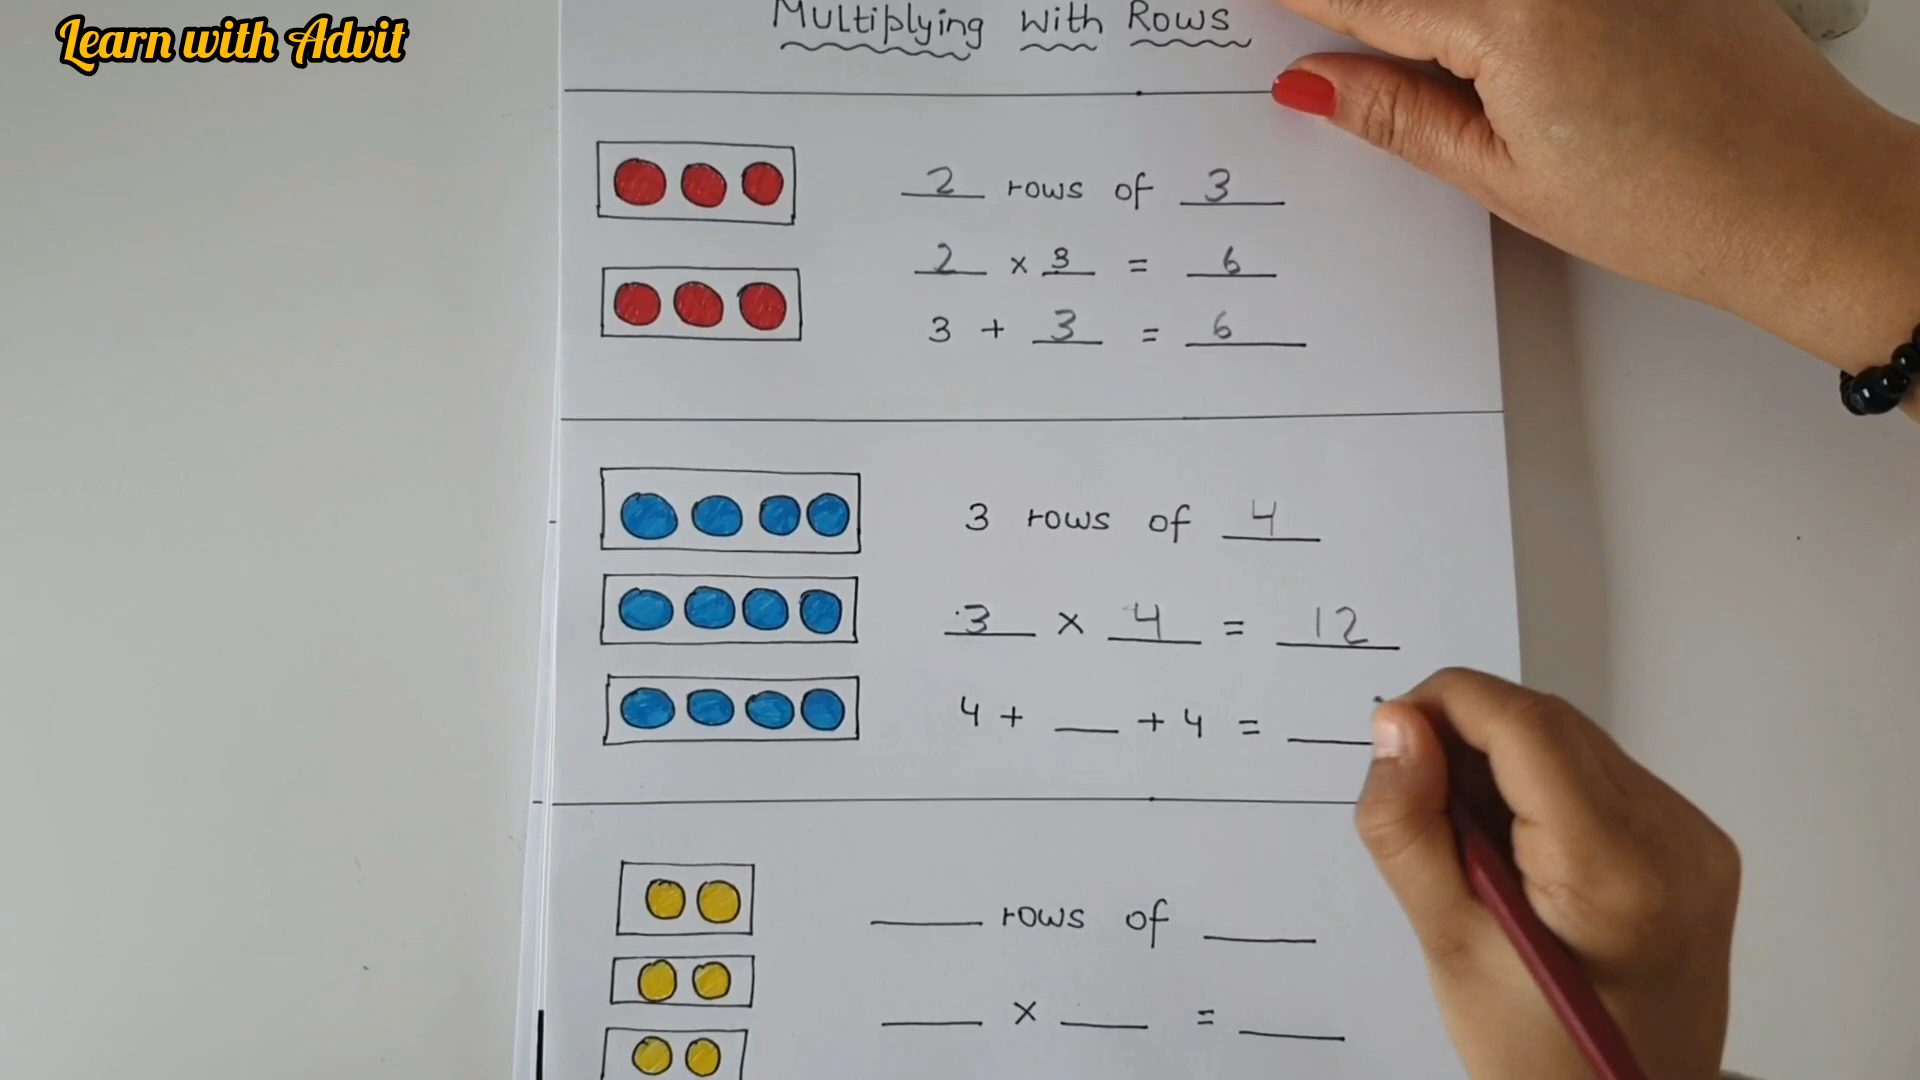 Learn with Advit
Multiplying With Rows
2 rows of 3
2 × 3 = 6
3 + 3 = 6
3 rows of 4
3 × 4 = 12
4 + ___ + 4 = ___
___ rows of ___
___ × ___ = ___